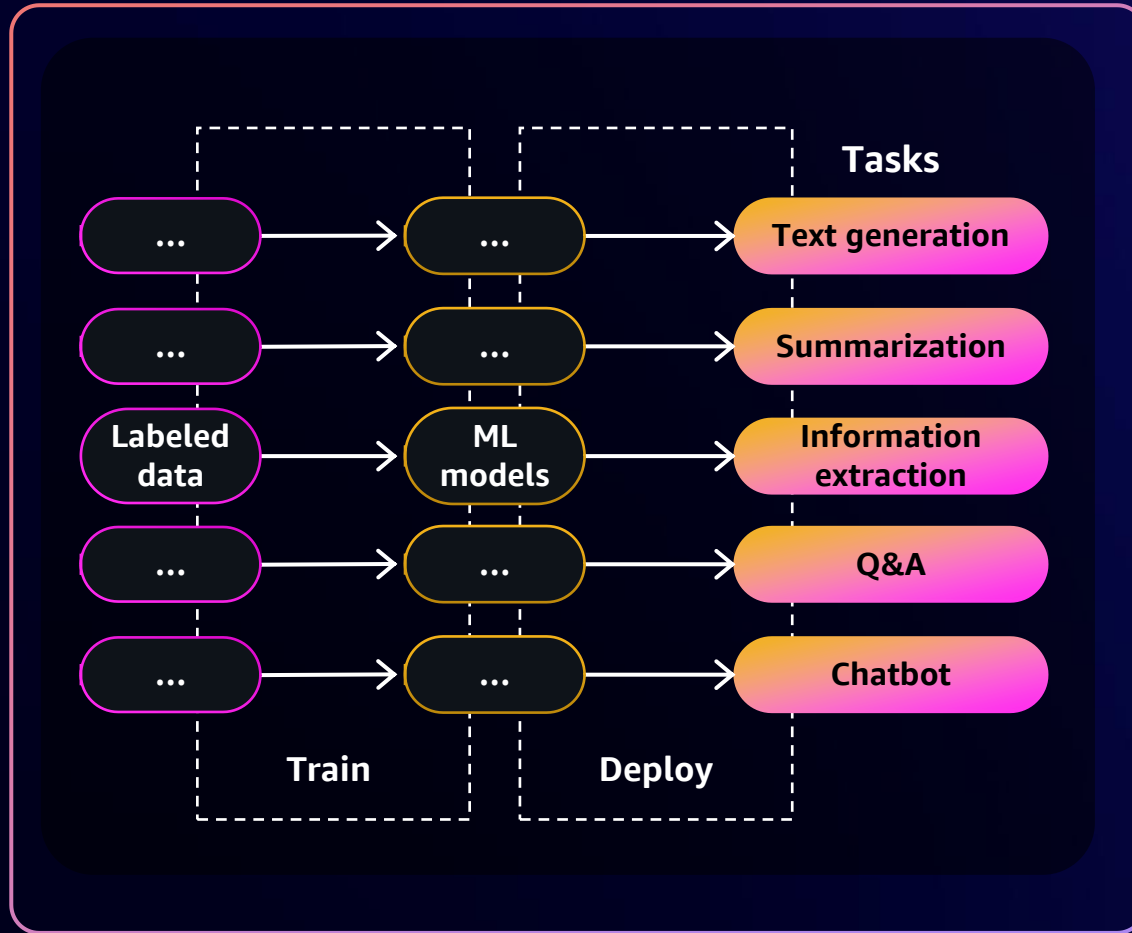 Tasks
...
...
Text generation
...
...
Summarization
Labeled
data
ML
models
Information
extraction
...
...
Q&A
...
...
Chatbot
Train
Deploy